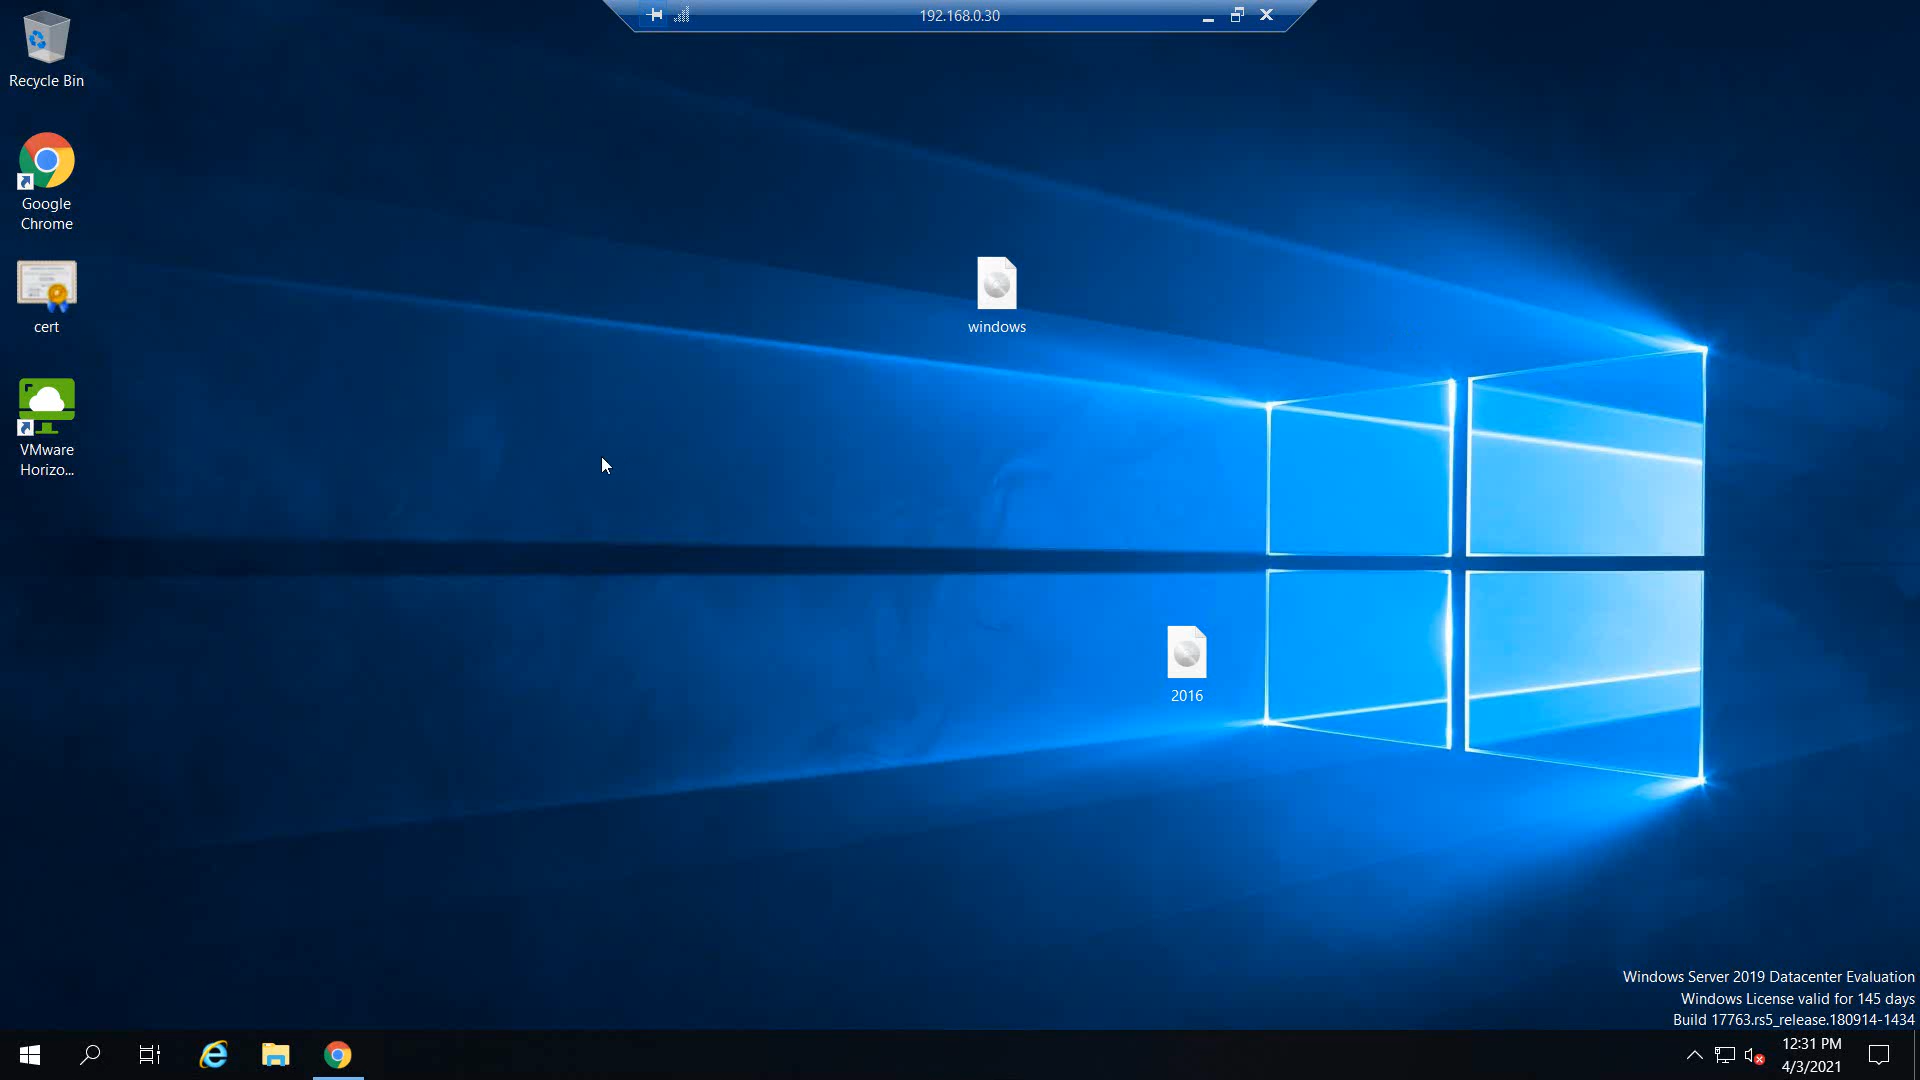 192.168.0.30
Recycle Bin
Google
Chrome
cert
VMware
Horizo...
windows
2016
Windows Server 2019 Datacenter Evaluation
Windows License valid for 145 days
Build 17763.rs5_release.180914-1434
12:31 PM
4/3/2021